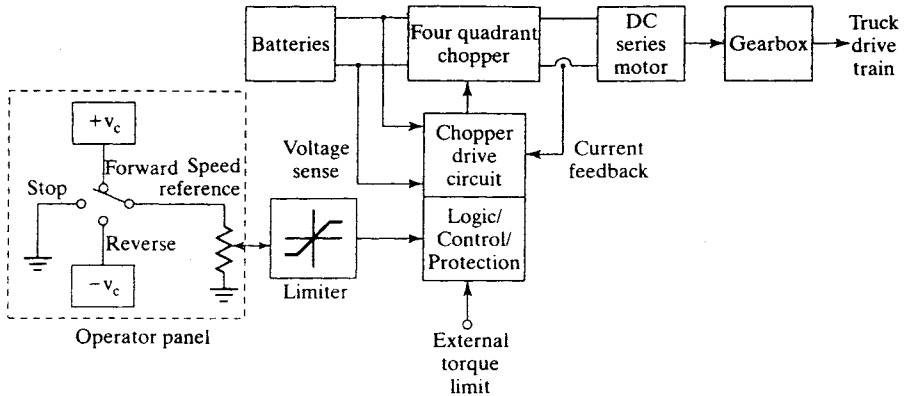 Batteries
Four quadrant
chopper
DC
series
motor
Gearbox
Truck
drive
train
+v_c
Forward
Speed
reference
Stop
Reverse
−v_c
Operator panel
Voltage
sense
Chopper
drive
circuit
Current
feedback
Limiter
Logic/
Control/
Protection
External
torque
limit